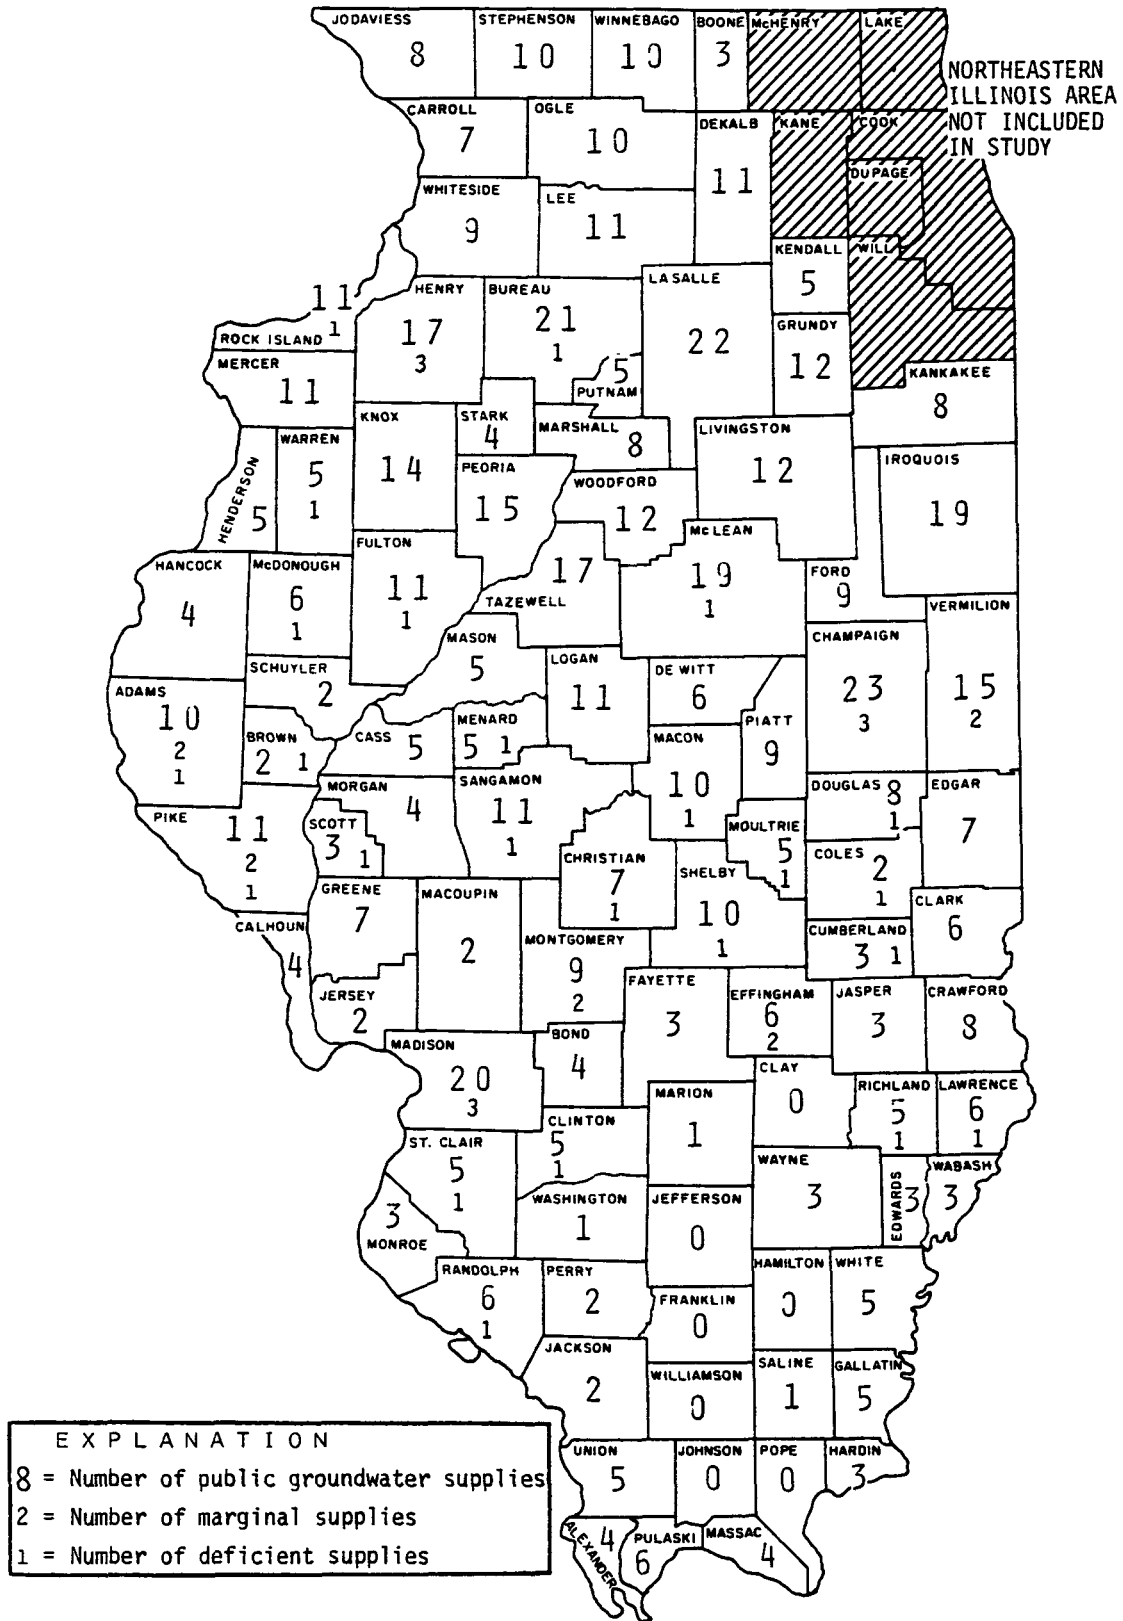 JODAVIESS
8
STEPHENSON
10
WINNEBAGO
10
BOONE
3
McHENRY
LAKE
NORTHEASTERN
ILLINOIS AREA
NOT INCLUDED
IN STUDY
CARROLL
7
OGLE
10
DEKALB
11
KANE
COOK
DUPAGE
WHITESIDE
9
LEE
11
KENDALL
5
WILL
ROCK ISLAND
11
1
HENRY
17
3
BUREAU
21
1
PUTNAM
5
LASALLE
22
GRUNDY
12
KANKAKEE
8
MERCER
11
KNOX
14
STARK
4
MARSHALL
8
LIVINGSTON
12
IROQUOIS
19
HENDERSON
5
WARREN
5
1
PEORIA
15
WOODFORD
12
McLEAN
19
1
FORD
9
HANCOCK
4
McDONOUGH
6
1
FULTON
11
1
TAZEWELL
17
VERMILION
15
2
MASON
5
LOGAN
11
DE WITT
6
CHAMPAIGN
23
3
SCHUYLER
2
ADAMS
10
2
1
BROWN
2 1
CASS
5
MENARD
5 1
MACON
10
1
PIATT
9
MORGAN
4
SANGAMON
11
1
DOUGLAS
8
1
EDGAR
7
PIKE
11
2
1
SCOTT
3 1
CHRISTIAN
7
1
MOULTRIE
5
1
COLES
2
1
SHELBY
10
1
GREENE
7
MACOUPIN
2
CLARK
6
CALHOUN
4
MONTGOMERY
9
2
CUMBERLAND
3 1
JERSEY
2
FAYETTE
3
EFFINGHAM
6
2
JASPER
3
CRAWFORD
8
MADISON
20
3
BOND
4
CLAY
0
MARION
1
RICHLAND
5
1
LAWRENCE
6
1
ST. CLAIR
5
1
CLINTON
5
1
WAYNE
3
EDWARDS
3
WABASH
3
MONROE
3
WASHINGTON
1
JEFFERSON
0
RANDOLPH
6
1
PERRY
2
FRANKLIN
0
HAMILTON
0
WHITE
5
JACKSON
2
WILLIAMSON
0
SALINE
1
GALLATIN
5
UNION
5
JOHNSON
0
POPE
0
HARDIN
3
ALEXANDER
4
PULASKI
6
MASSAC
4
EXPLANATION
8 = Number of public groundwater supplies
2 = Number of marginal supplies
1 = Number of deficient supplies